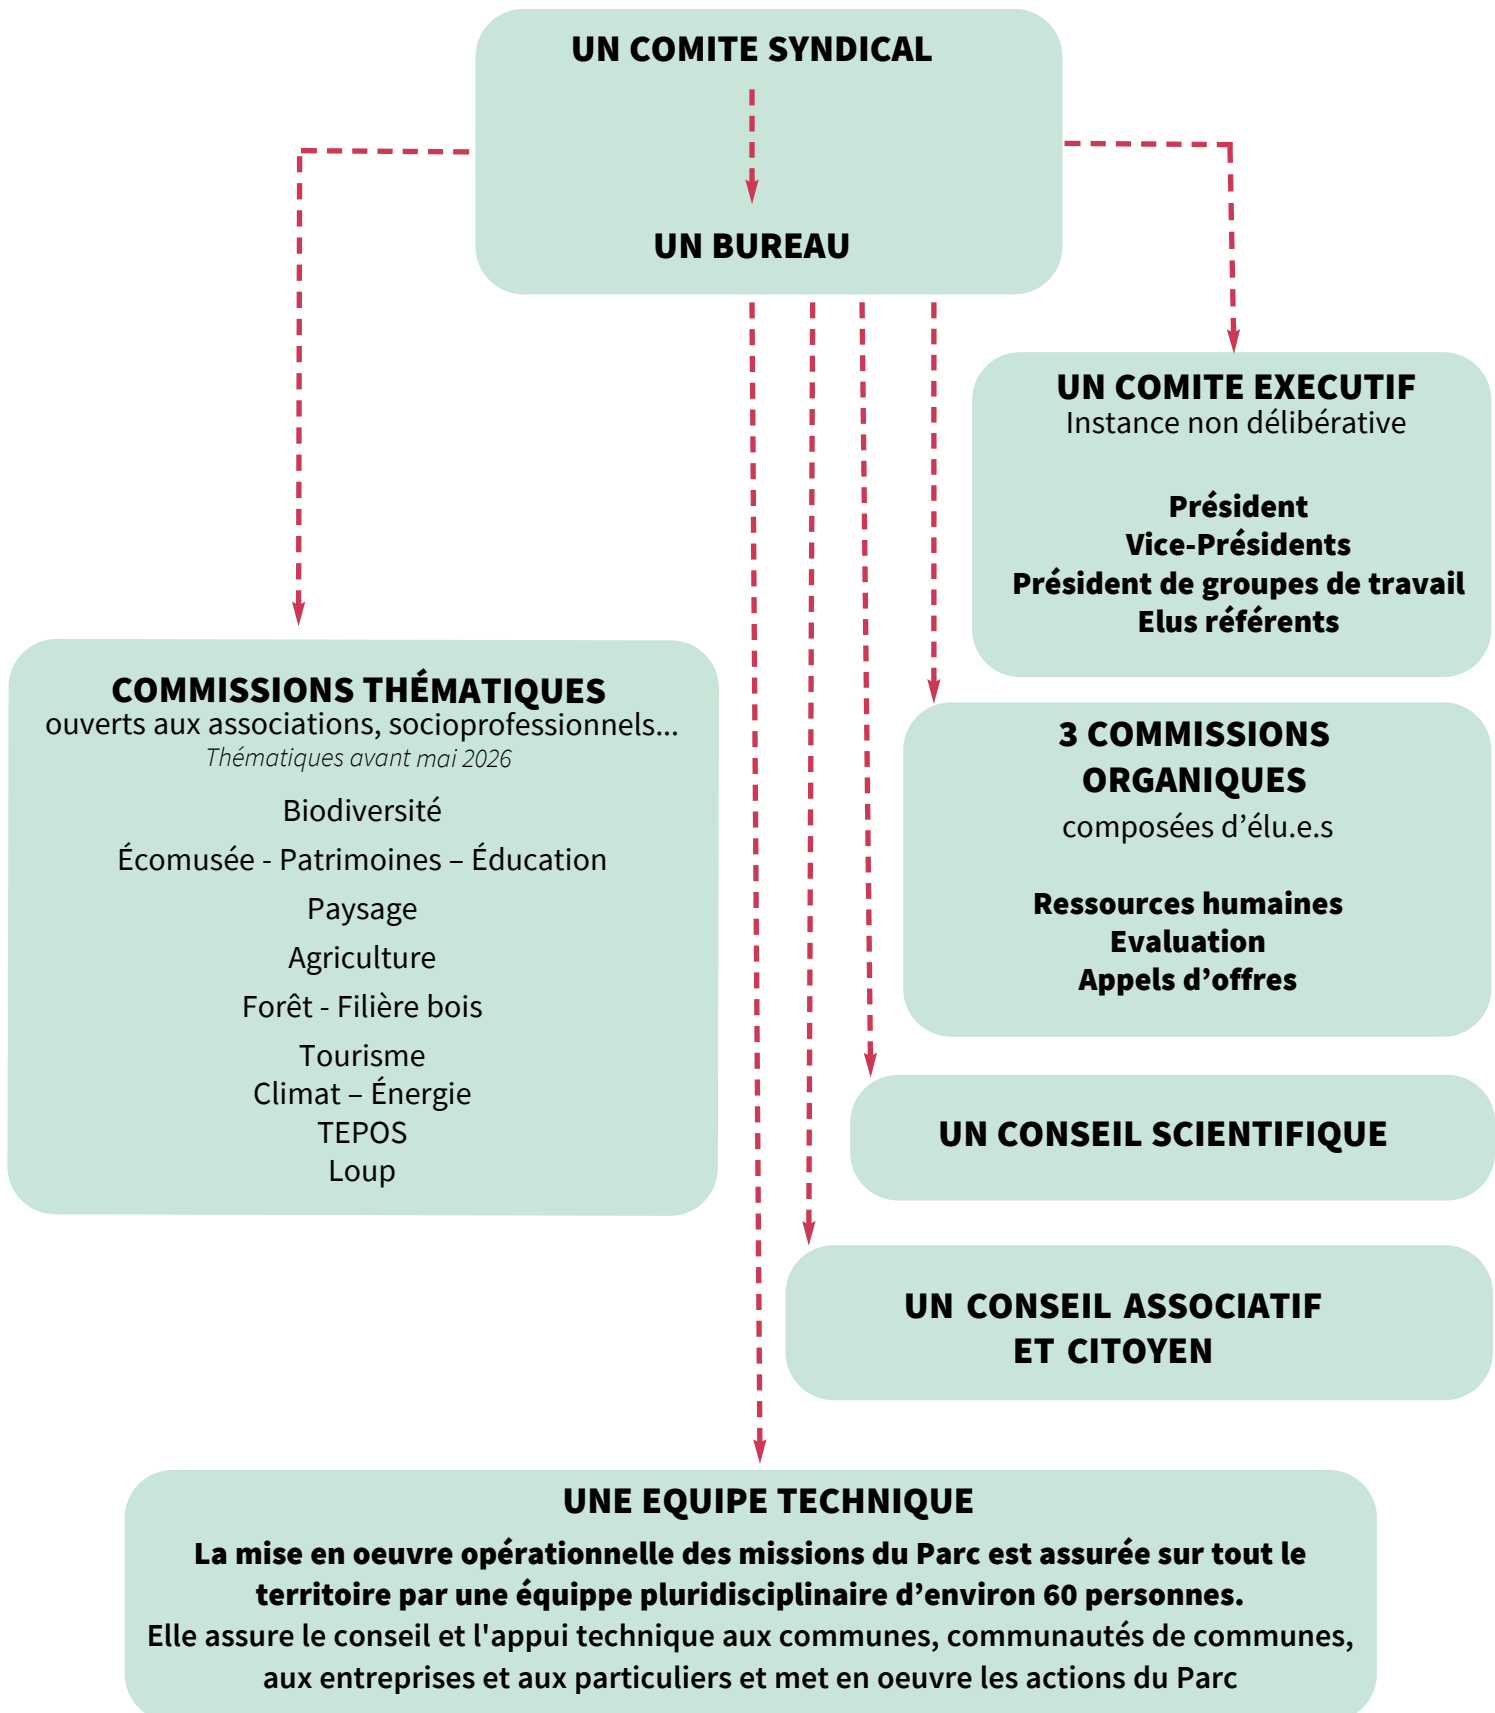 UN COMITE SYNDICAL
UN BUREAU
UN COMITE EXECUTIF
Instance non délibérative
Président
Vice-Présidents
Président de groupes de travail
Elus référents
COMMISSIONS THÉMATIQUES
ouverts aux associations, socioprofessionnels...
Thématiques avant mai 2026
Biodiversité
Écomusée - Patrimoines – Éducation
Paysage
Agriculture
Forêt - Filière bois
Tourisme
Climat – Énergie
TEPOS
Loup
3 COMMISSIONS
ORGANIQUES
composées d’élu.e.s
Ressources humaines
Evaluation
Appels d’offres
UN CONSEIL SCIENTIFIQUE
UN CONSEIL ASSOCIATIF
ET CITOYEN
UNE EQUIPE TECHNIQUE
La mise en oeuvre opérationnelle des missions du Parc est assurée sur tout le
territoire par une équippe pluridisciplinaire d’environ 60 personnes.
Elle assure le conseil et l'appui technique aux communes, communautés de communes,
aux entreprises et aux particuliers et met en oeuvre les actions du Parc